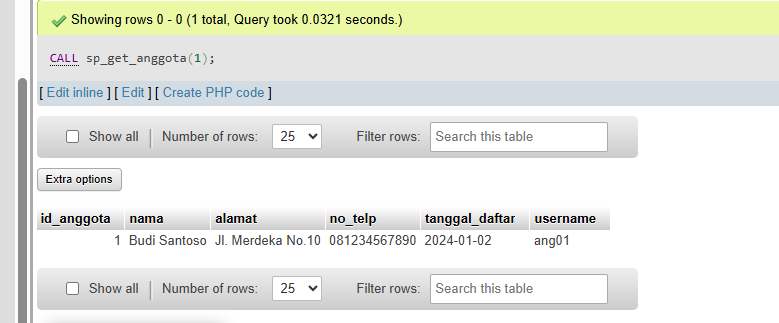 Showing rows 0 - 0 (1 total, Query took 0.0321 seconds.)
CALL sp_get_anggota(1);
[ Edit inline ] [ Edit ] [ Create PHP code ]
Show all | Number of rows: 25 Filter rows: Search this table
Extra options
id_anggota nama alamat no_telp tanggal_daftar username
1 Budi Santoso Jl. Merdeka No.10 081234567890 2024-01-02 ang01
Show all | Number of rows: 25 Filter rows: Search this table